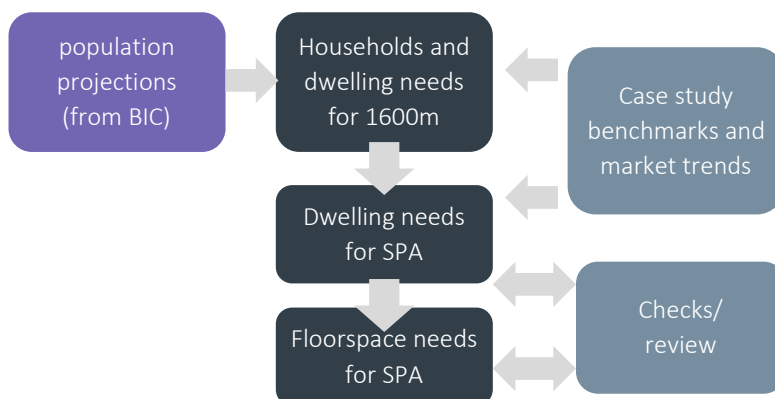 population
projections
(from BIC)
Households and
dwelling needs
for 1600m
Case study
benchmarks and
market trends
Dwelling needs
for SPA
Floorspace needs
for SPA
Checks/
review